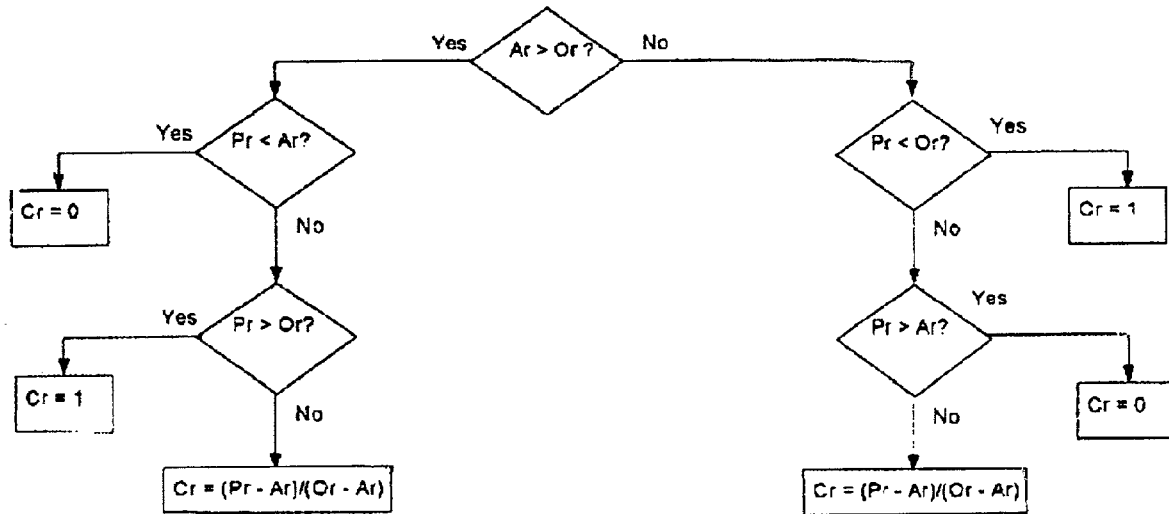 Yes
Ar > Or ?
No
Yes
Pr < Ar?
Pr < Or?
Yes
Cr = 0
No
No
Cr = 1
Yes
Pr > Or?
Pr > Ar?
Yes
Cr = 1
No
No
Cr = 0
Cr = (Pr - Ar)/(Or - Ar)
Cr = (Pr - Ar)/(Or - Ar)